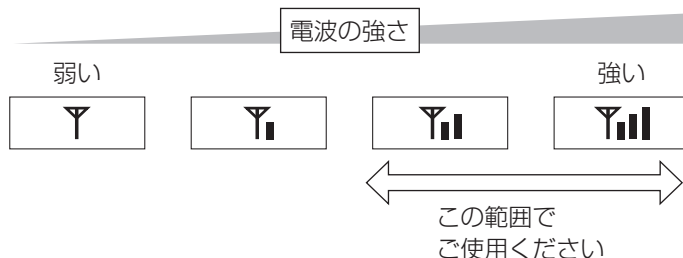 電波の強さ
弱い
強い
この範囲で
ご使用ください